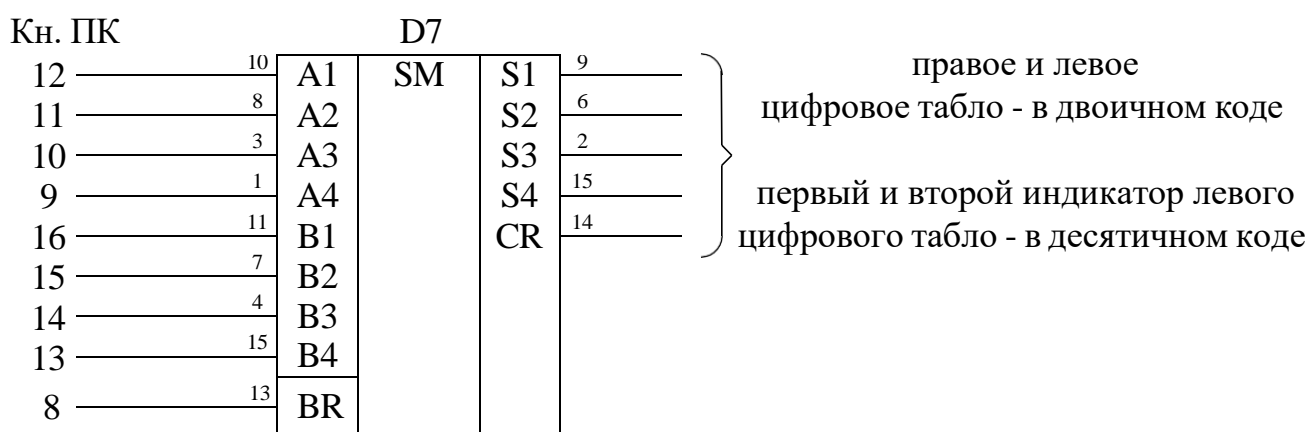 Кн. ПК D7
12 10 A1 SM S1 9
11 8 A2 S2 6
10 3 A3 S3 2
9 1 A4 S4 15
16 11 B1 CR 14
15 7 B2
14 4 B3
13 15 B4
8 13 BR
правое и левое
цифровое табло - в двоичном коде
первый и второй индикатор левого
цифрового табло - в десятичном коде